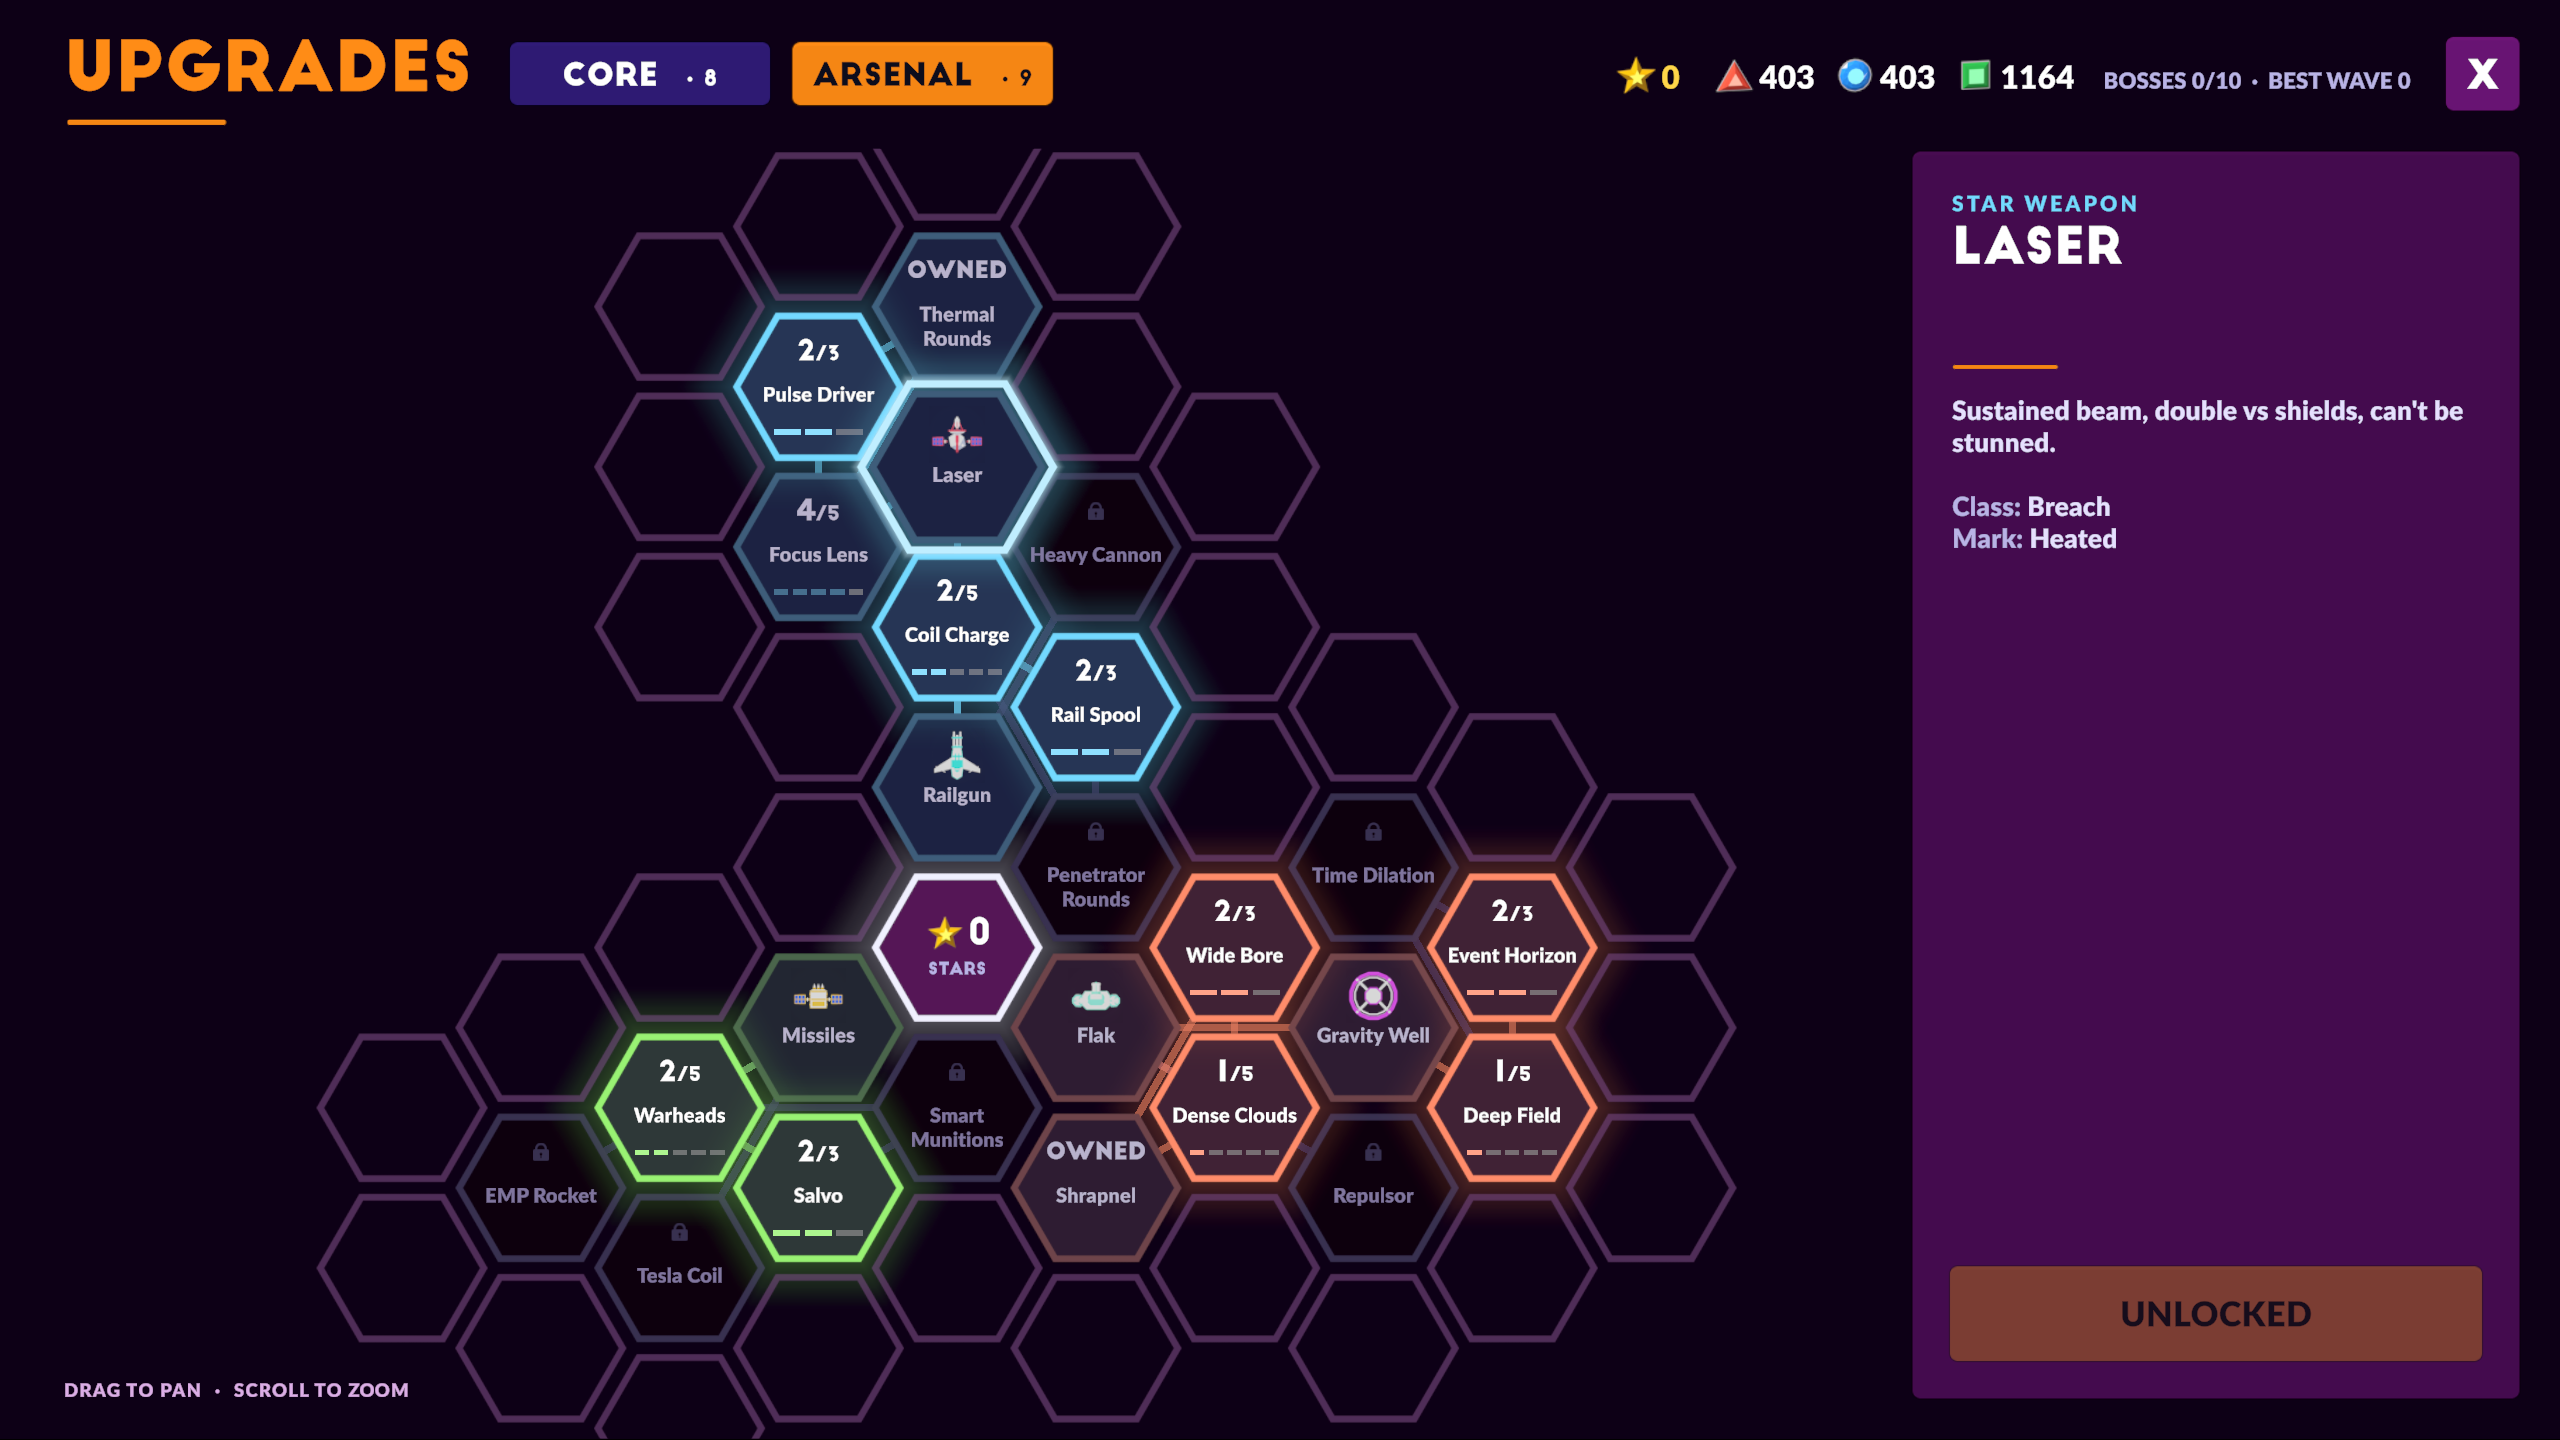 UPGRADES
CORE · 8
ARSENAL · 9
0
403
403
1164
BOSSES 0/10 · BEST WAVE 0
X
OWNED
Thermal
Rounds
2/3
Pulse Driver
Laser
4/5
Focus Lens
Heavy Cannon
2/5
Coil Charge
2/3
Rail Spool
Railgun
Penetrator
Rounds
Time Dilation
0
STARS
2/3
Wide Bore
2/3
Event Horizon
Missiles
Flak
Gravity Well
2/5
Warheads
Smart
Munitions
1/5
Dense Clouds
1/5
Deep Field
EMP Rocket
2/3
Salvo
OWNED
Shrapnel
Repulsor
Tesla Coil
DRAG TO PAN · SCROLL TO ZOOM
STAR WEAPON
LASER
Sustained beam, double vs shields, can't be
stunned.
Class: Breach
Mark: Heated
UNLOCKED